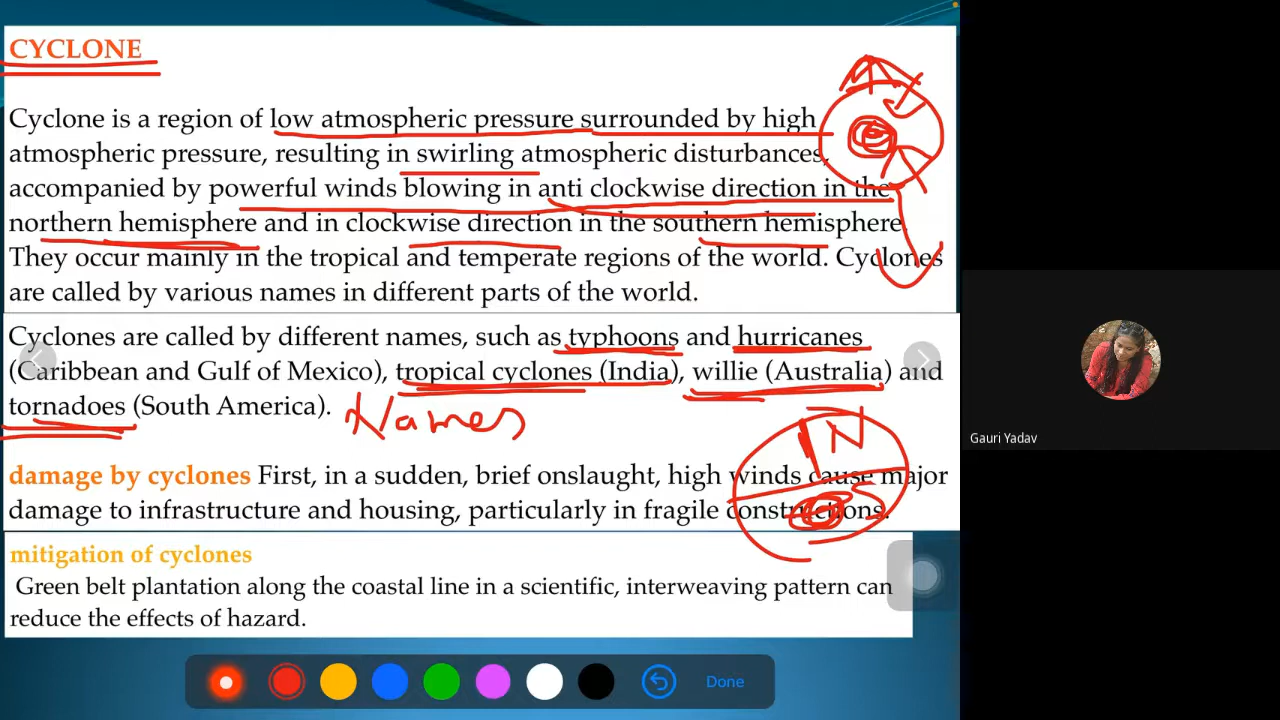 CYCLONE
Cyclone is a region of low atmospheric pressure surrounded by high
atmospheric pressure, resulting in swirling atmospheric disturbances,
accompanied by powerful winds blowing in anti clockwise direction in the
northern hemisphere and in clockwise direction in the southern hemisphere.
They occur mainly in the tropical and temperate regions of the world. Cyclones
are called by various names in different parts of the world.
Cyclones are called by different names, such as typhoons and hurricanes
(Caribbean and Gulf of Mexico), tropical cyclones (India), willie (Australia) and
tornadoes (South America).
Names
N
damage by cyclones First, in a sudden, brief onslaught, high winds cause major
S
damage to infrastructure and housing, particularly in fragile constructions.
mitigation of cyclones
Green belt plantation along the coastal line in a scientific, interweaving pattern can
reduce the effects of hazard.
Done
Gauri Yadav